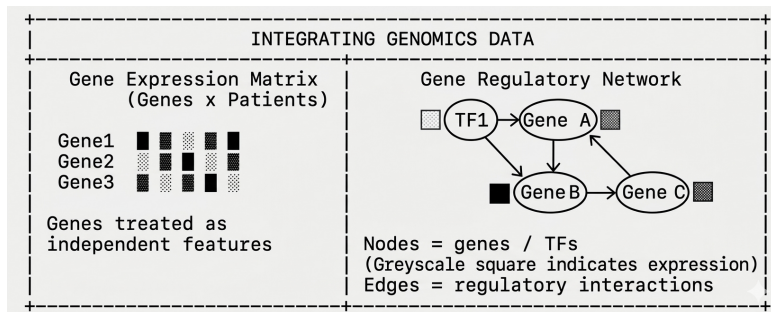 INTEGRATING GENOMICS DATA
Gene Expression Matrix
(Genes x Patients)
Gene1
Gene2
Gene3
Genes treated as
independent features
Gene Regulatory Network
TF1
Gene A
Gene B
Gene C
Nodes = genes / TFs
(Greyscale square indicates expression)
Edges = regulatory interactions